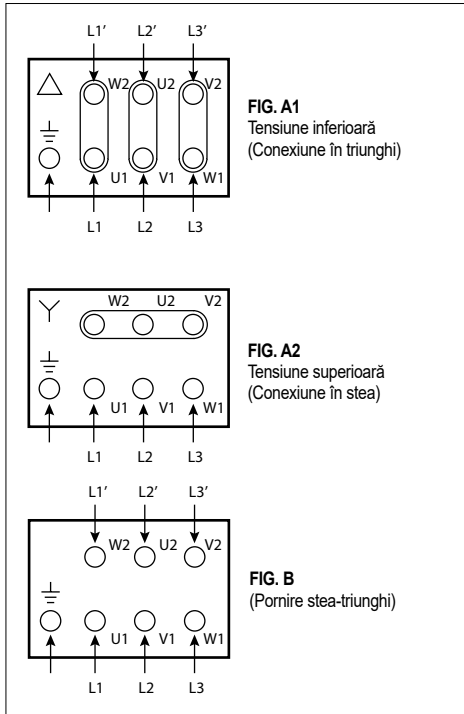 L1’ L2’ L3’
W2 U2 V2
U1 V1 W1
L1 L2 L3
FIG. A1
Tensiune inferioară
(Conexiune în triunghi)
W2 U2 V2
U1 V1 W1
L1 L2 L3
FIG. A2
Tensiune superioară
(Conexiune în stea)
L1’ L2’ L3’
W2 U2 V2
U1 V1 W1
L1 L2 L3
FIG. B
(Pornire stea-triunghi)